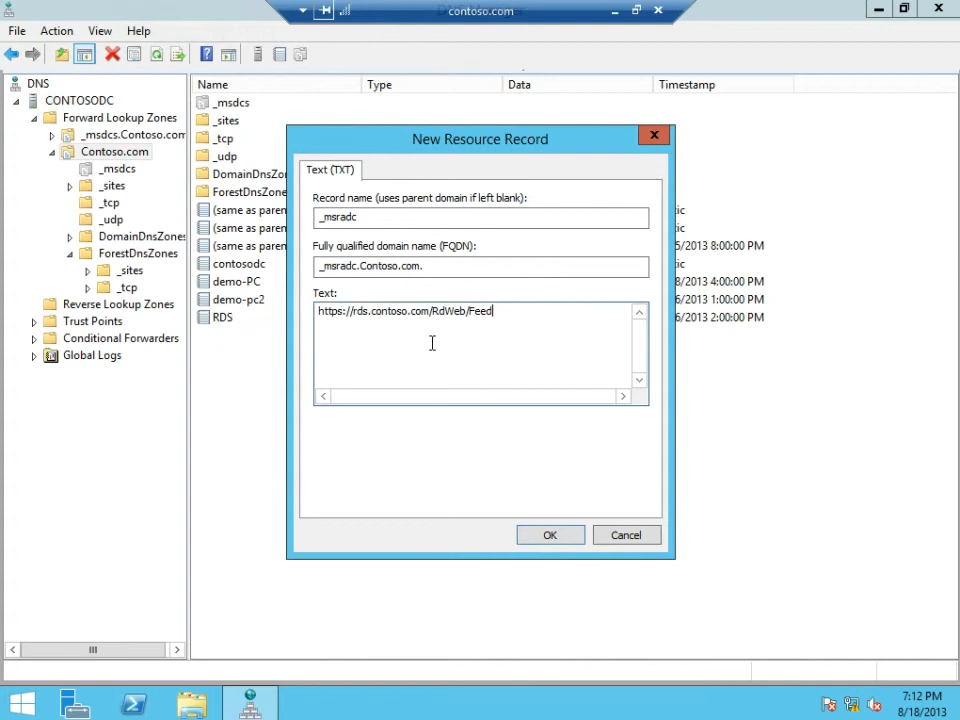 contoso.com
File Action View Help
DNS
CONTOSODC
Forward Lookup Zones
_msdcs.Contoso.com
Contoso.com
_msdcs
_sites
_tcp
_udp
DomainDnsZones
ForestDnsZones
_sites
_tcp
Reverse Lookup Zones
Trust Points
Conditional Forwarders
Global Logs
Name Type Data Timestamp
_msdcs
_sites
_tcp
_udp
DomainDnsZo
ForestDnsZone
(same as paren
(same as paren
(same as paren
contosodc
demo-PC
demo-pc2
RDS
tic
5/2013 8:00:00 PM
tic
8/2013 4:00:00 PM
6/2013 1:00:00 PM
6/2013 5:00:00 PM
New Resource Record
Text (TXT)
Record name (uses parent domain if left blank):
_msradc
Fully qualified domain name (FQDN):
_msradc.Contoso.com.
Text:
https://rds.contoso.com/RdWeb/Feed
OK Cancel
7:12 PM
8/18/2013